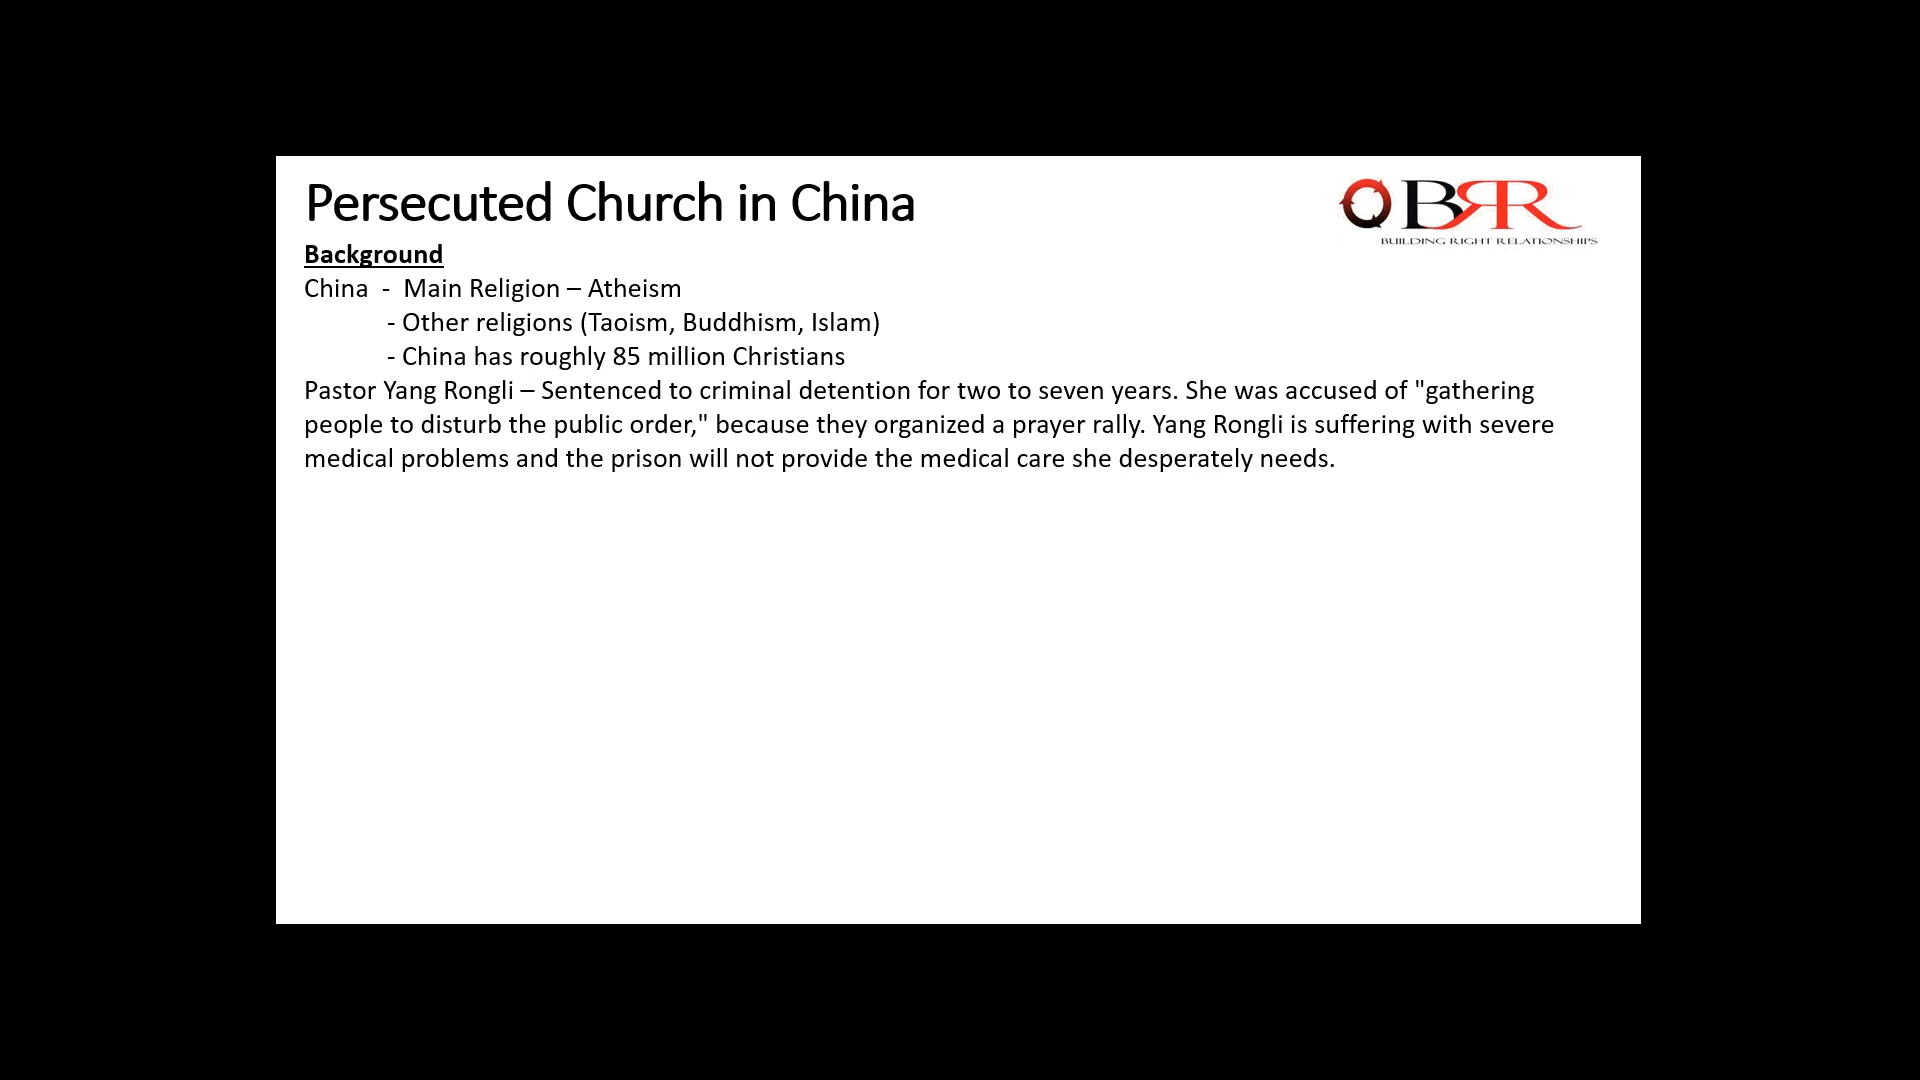 Persecuted Church in China
BRR
BUILDING RIGHT RELATIONSHIPS
Background
China - Main Religion – Atheism
- Other religions (Taoism, Buddhism, Islam)
- China has roughly 85 million Christians
Pastor Yang Rongli – Sentenced to criminal detention for two to seven years. She was accused of "gathering
people to disturb the public order," because they organized a prayer rally. Yang Rongli is suffering with severe
medical problems and the prison will not provide the medical care she desperately needs.